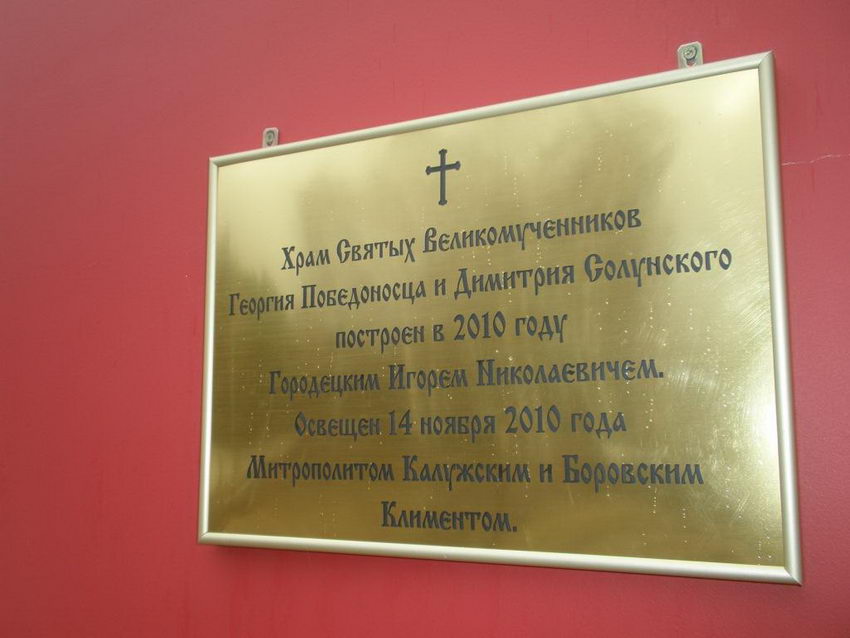 Храм Святых Великомученников
Георгия Победоносца и Димитрия Солунского
построен в 2010 году
Городецким Игорем Николаевичем.
Освещен 14 ноября 2010 года
Митрополитом Калужским и Боровским
Климентом.